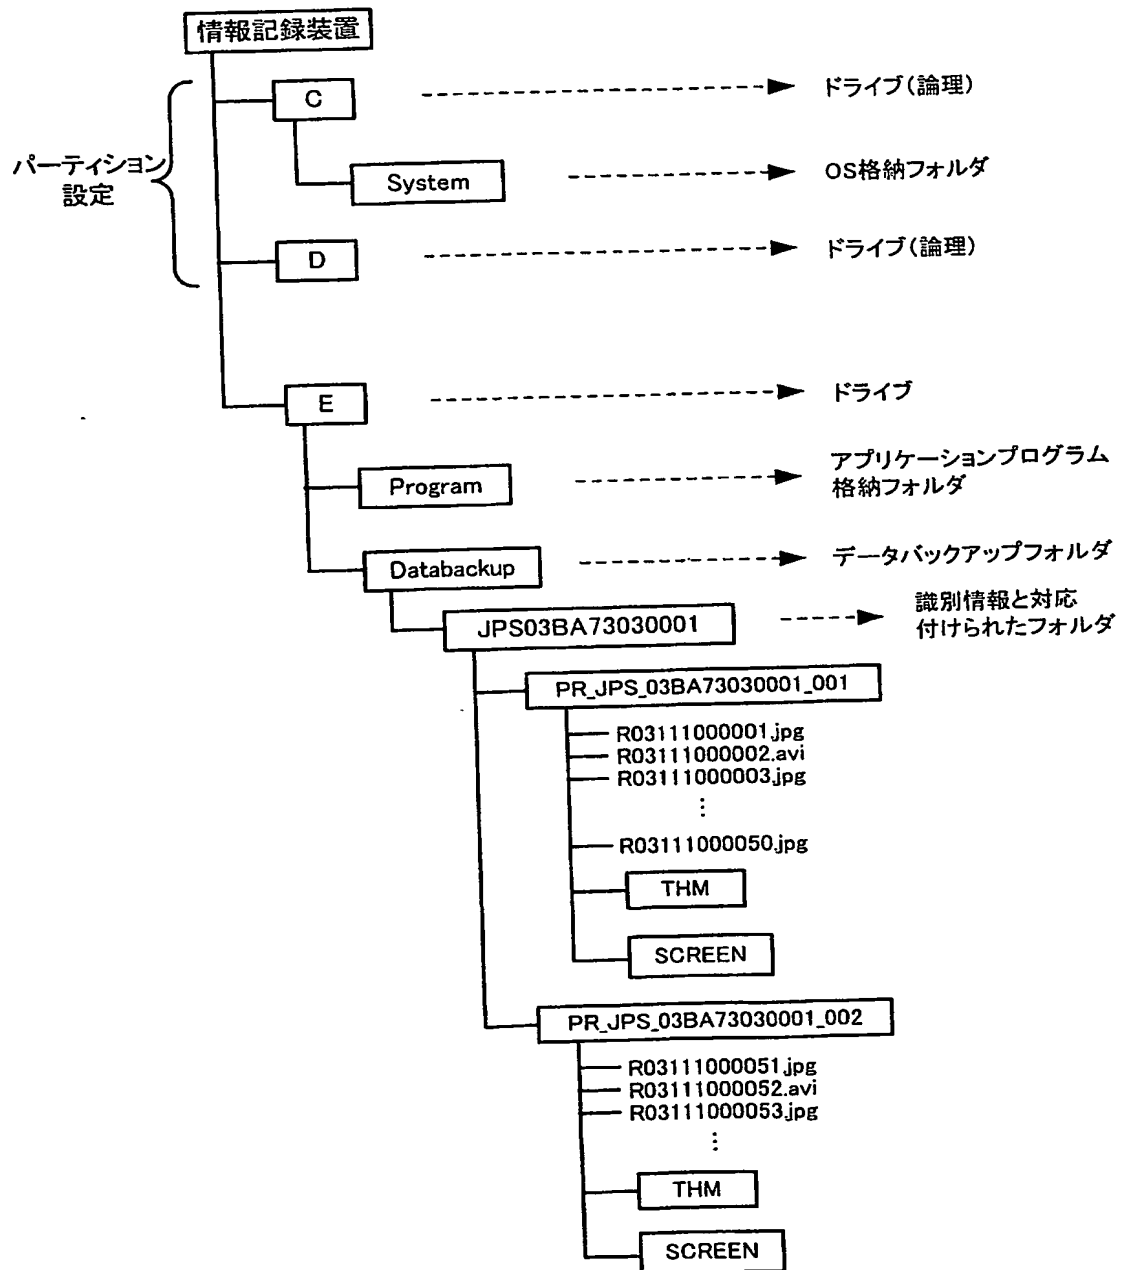 情報記録装置
C
ドライブ(論理)
パーティション
設定
System
OS格納フォルダ
D
ドライブ(論理)
E
ドライブ
Program
アプリケーションプログラム
格納フォルダ
Databackup
データバックアップフォルダ
JPS03BA73030001
識別情報と対応
付けられたフォルダ
PR_JPS_03BA73030001_001
R03111000001.jpg
R03111000002.avi
R03111000003.jpg
⋮
R03111000050.jpg
THM
SCREEN
PR_JPS_03BA73030001_002
R03111000051.jpg
R03111000052.avi
R03111000053.jpg
⋮
THM
SCREEN